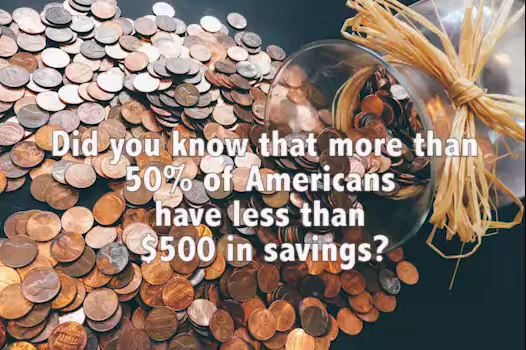 Did you know that more than
50% of Americans
have less than
$500 in savings?